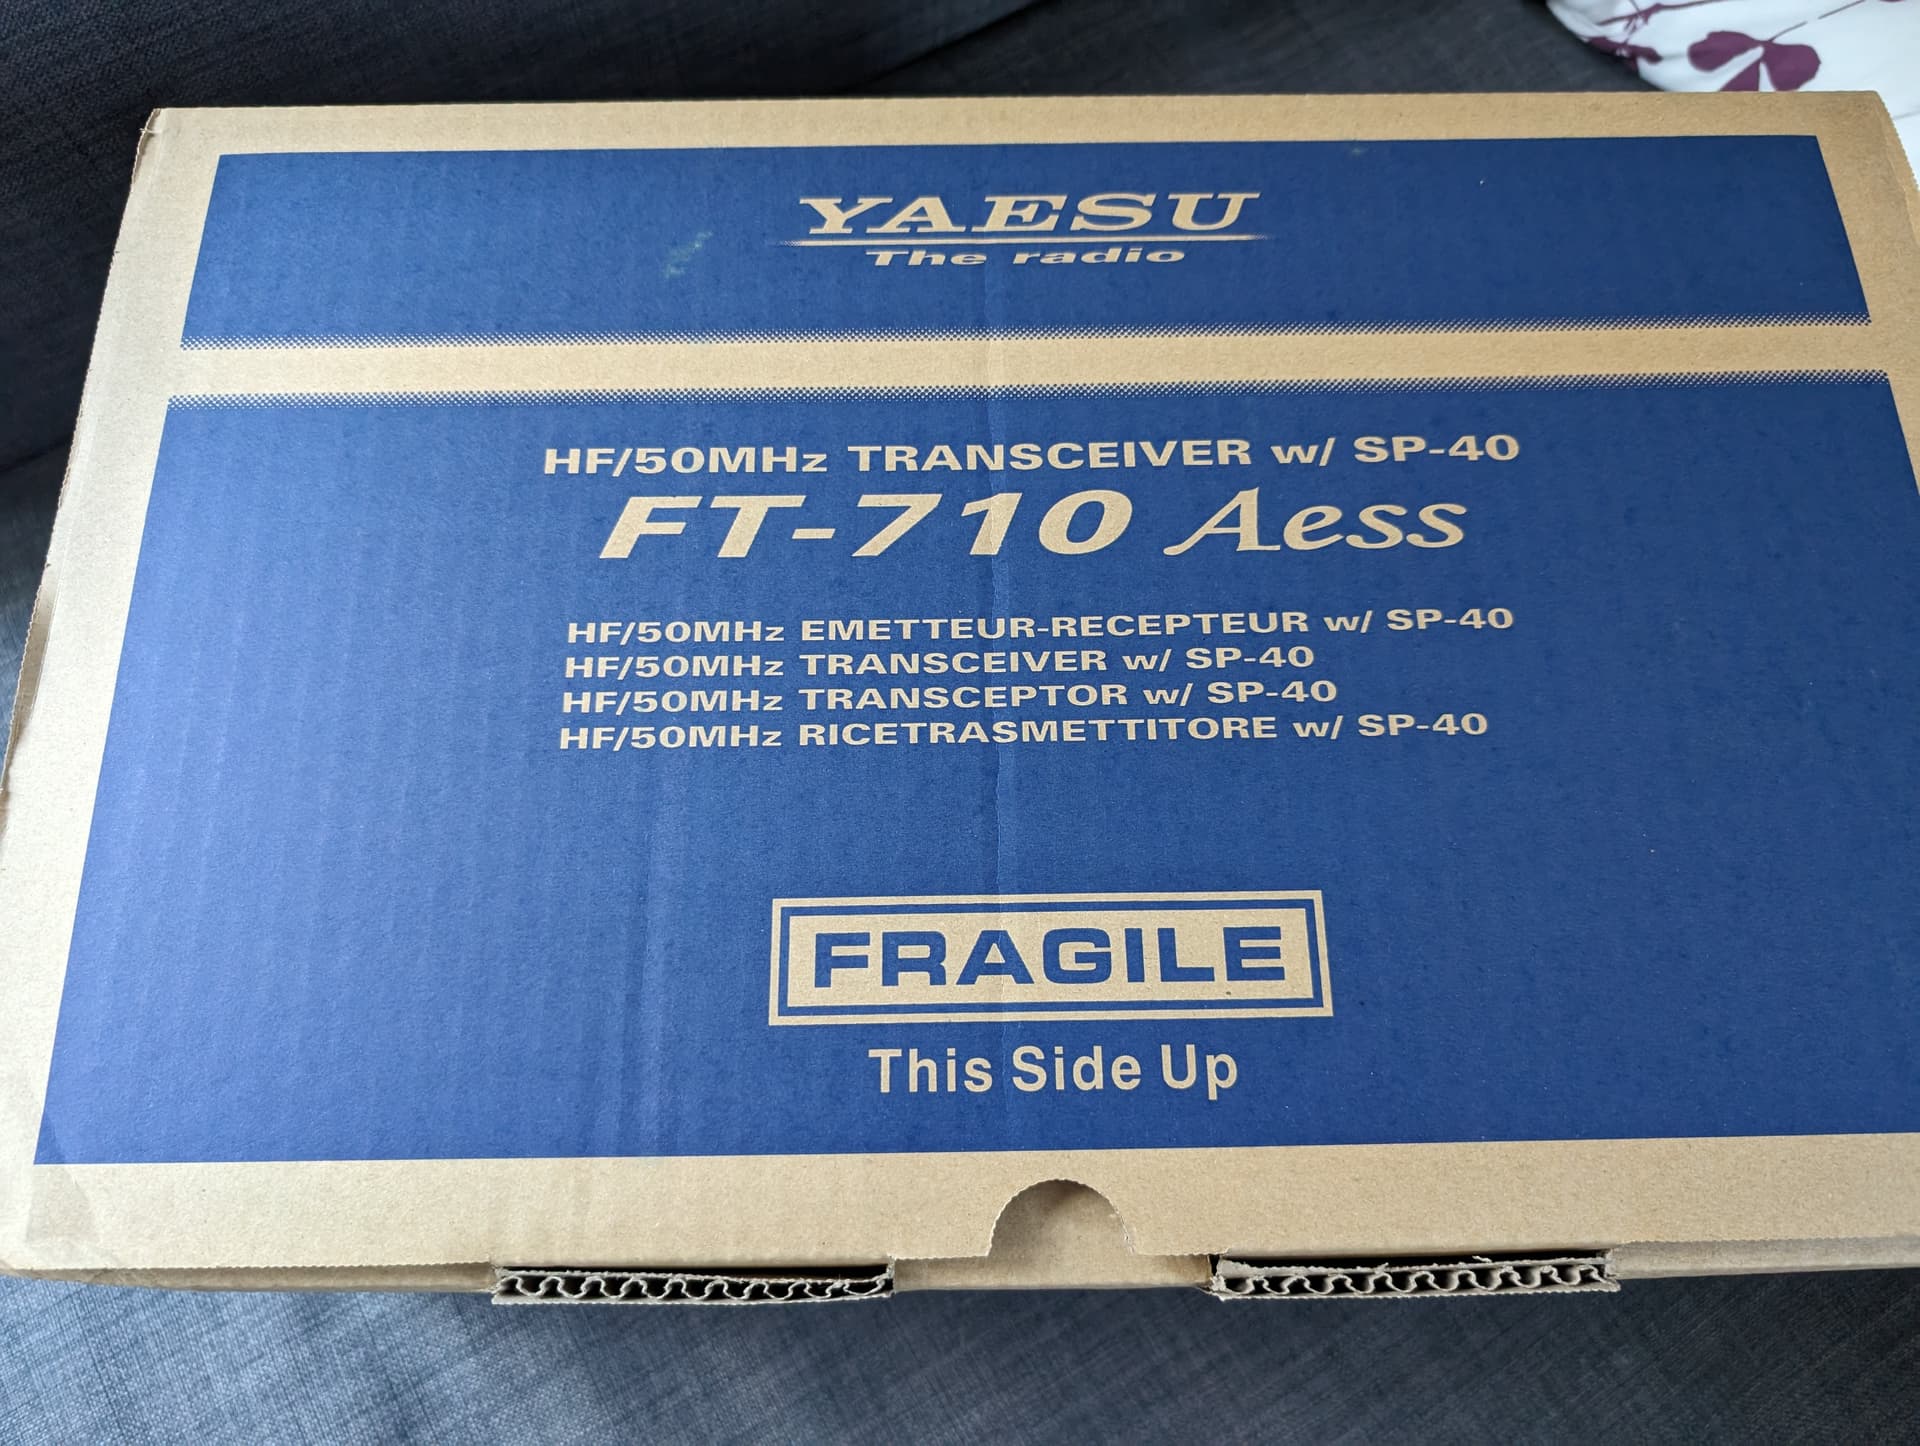 YAESU
The radio
HF/50MHz TRANSCEIVER w/ SP-40
FT-710 Aess
HF/50MHz EMETTEUR-RECEPTEUR w/ SP-40
HF/50MHz TRANSCEIVER w/ SP-40
HF/50MHz TRANSCEPTOR w/ SP-40
HF/50MHz RICETRASMETTITORE w/ SP-40
FRAGILE
This Side Up